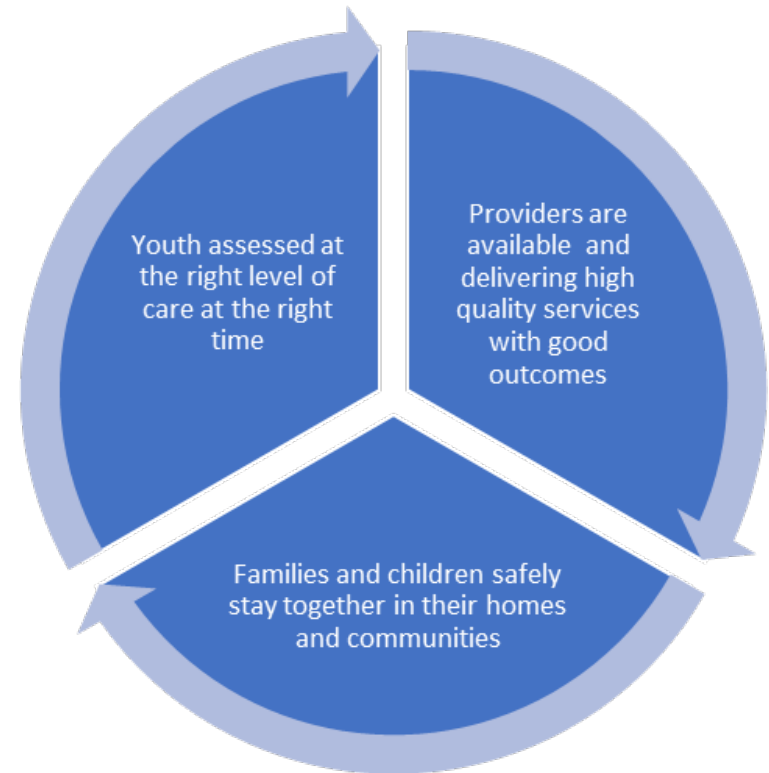 Youth assessed at
the right level of
care at the right
time
Providers are
available and
delivering high
quality services
with good
outcomes
Families and children safely
stay together in their homes
and communities